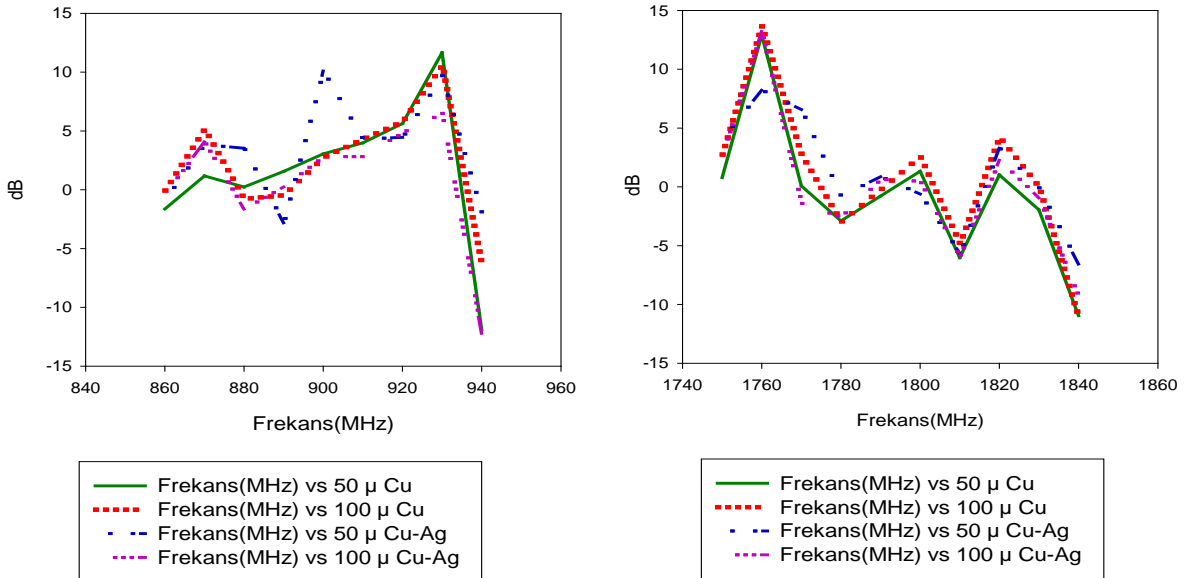 15
10
5
0
-5
-10
-15
dB
840 860 880 900 920 940 960
Frekans(MHz)
Frekans(MHz) vs 50 µ Cu
Frekans(MHz) vs 100 µ Cu
Frekans(MHz) vs 50 µ Cu-Ag
Frekans(MHz) vs 100 µ Cu-Ag
15
10
5
0
-5
-10
-15
dB
1740 1760 1780 1800 1820 1840 1860
Frekans(MHz)
Frekans(MHz) vs 50 µ Cu
Frekans(MHz) vs 100 µ Cu
Frekans(MHz) vs 50 µ Cu-Ag
Frekans(MHz) vs 100 µ Cu-Ag